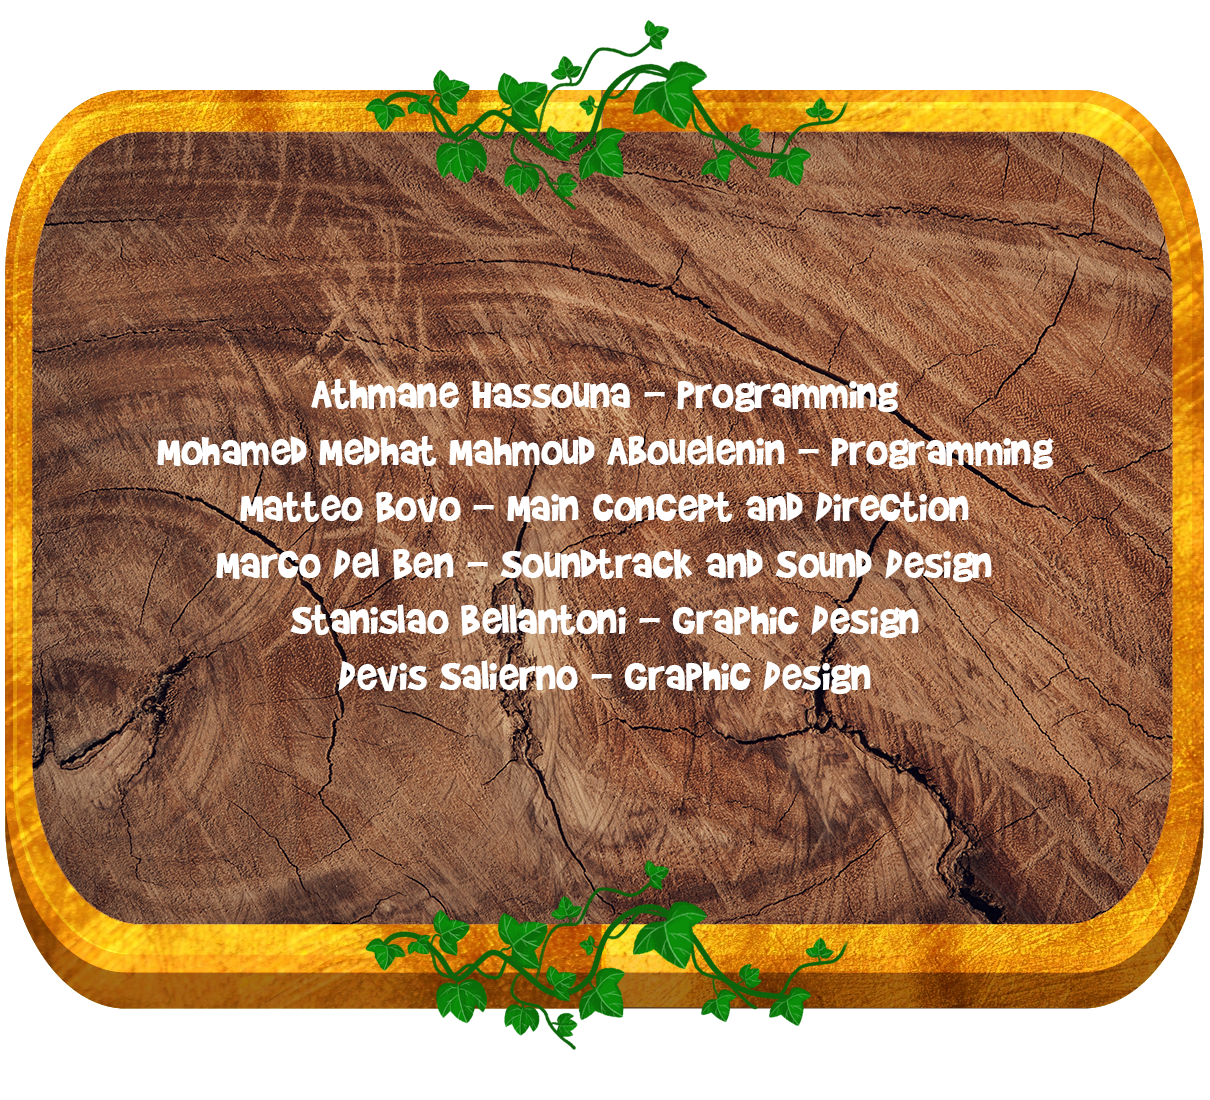 Athmane Hassouna – Programming
Mohamed Medhat Mahmoud Abouelenin – Programming
Matteo Bovo – Main Concept and Direction
Marco Del Ben – Soundtrack and Sound Design
Stanislao Bellantoni – Graphic Design
Devis Salierno – Graphic Design